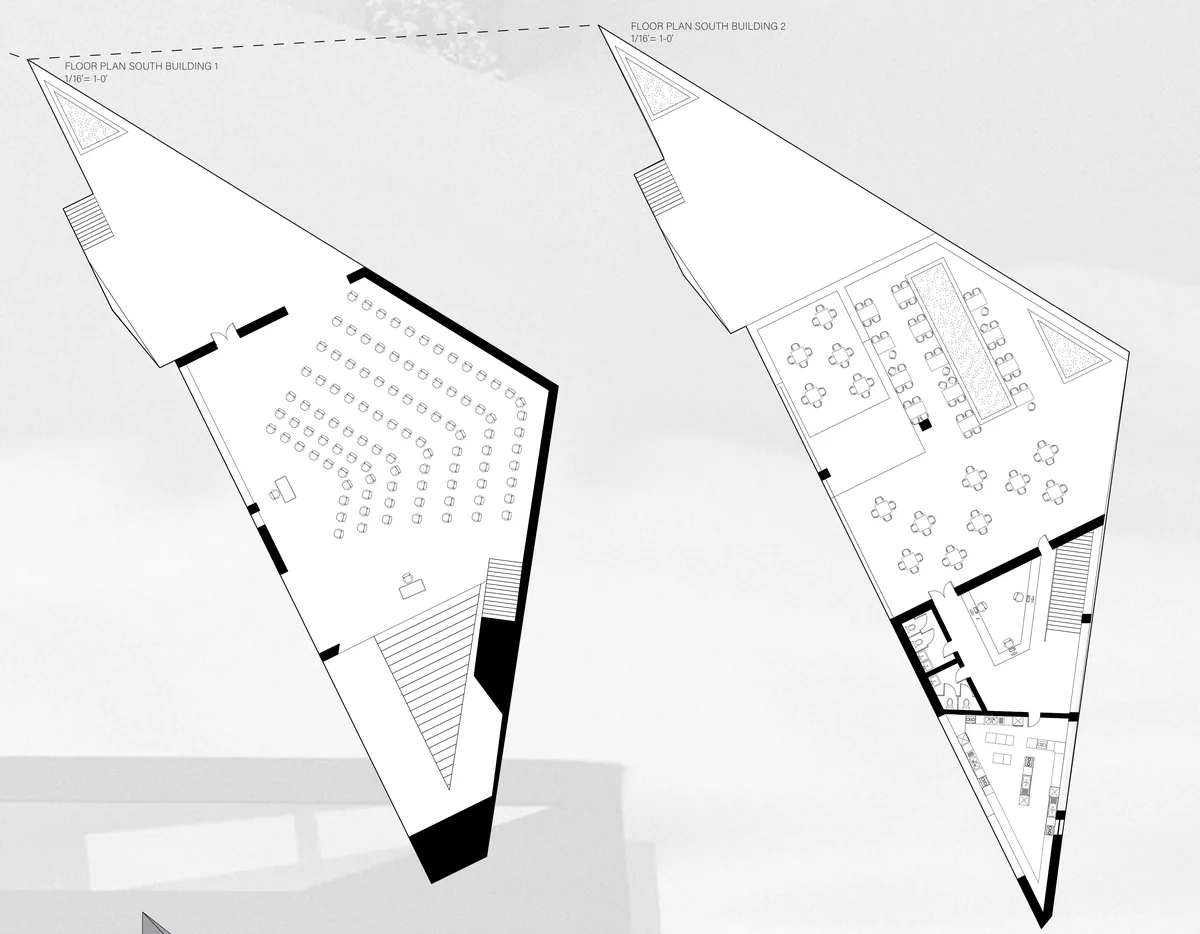 FLOOR PLAN SOUTH BUILDING 1
1/16'= 1-0'
FLOOR PLAN SOUTH BUILDING 2
1/16'= 1-0'